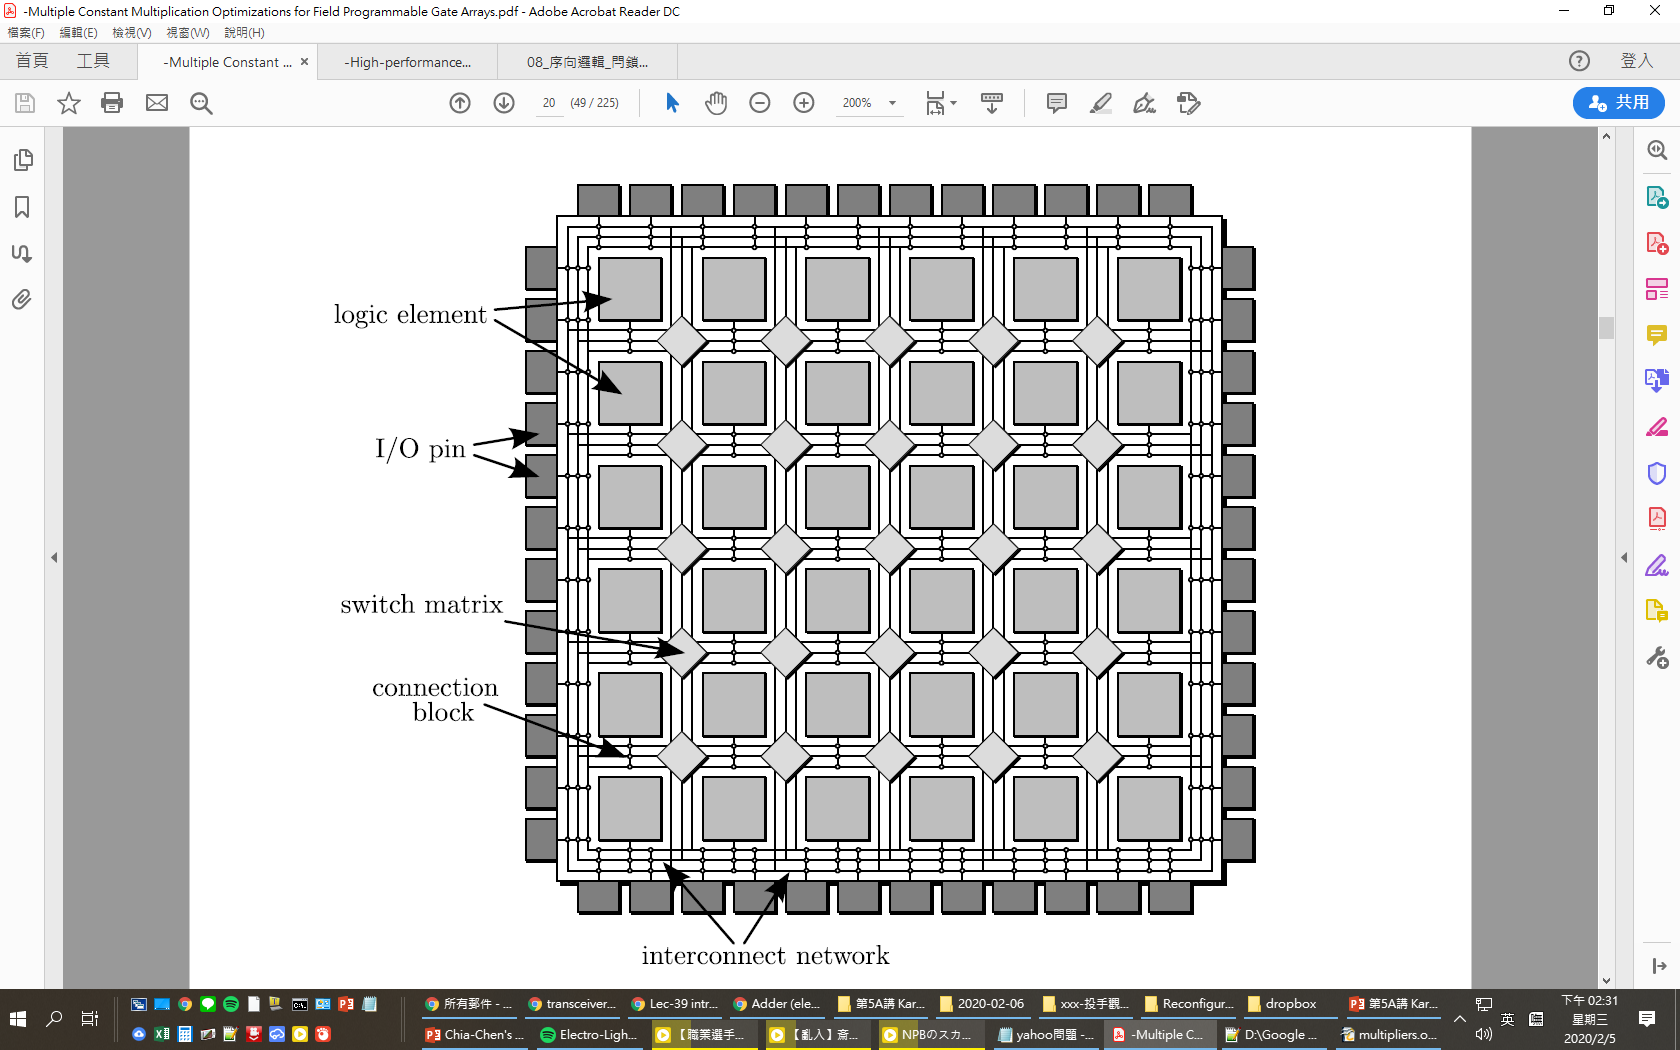 -Multiple Constant Multiplication Optimizations for Field Programmable Gate Arrays.pdf - Adobe Acrobat Reader DC
檔案(F) 編輯(E) 檢視(V) 視窗(W) 說明(H)
首頁 工具 -Multiple Constant ... × -High-performance... 08_序向邏輯_閂鎖... 登入
20 (49 / 225) 200% 共用
logic element
I/O pin
switch matrix
connection
block
interconnect network
所有郵件 - ... transceiver... Lec-39 intr... Adder (ele... 第5A講 Kar... 2020-02-06 xxx-投手觀... Reconfigur... dropbox 第5A講 Kar...
Chia-Chen's ... Electro-Ligh... 【職業選手... 【亂入】斎... NPBのスカ... yahoo問題 -... -Multiple C... D:\Google ... multipliers.o...
英
下午 02:31
星期三
2020/2/5